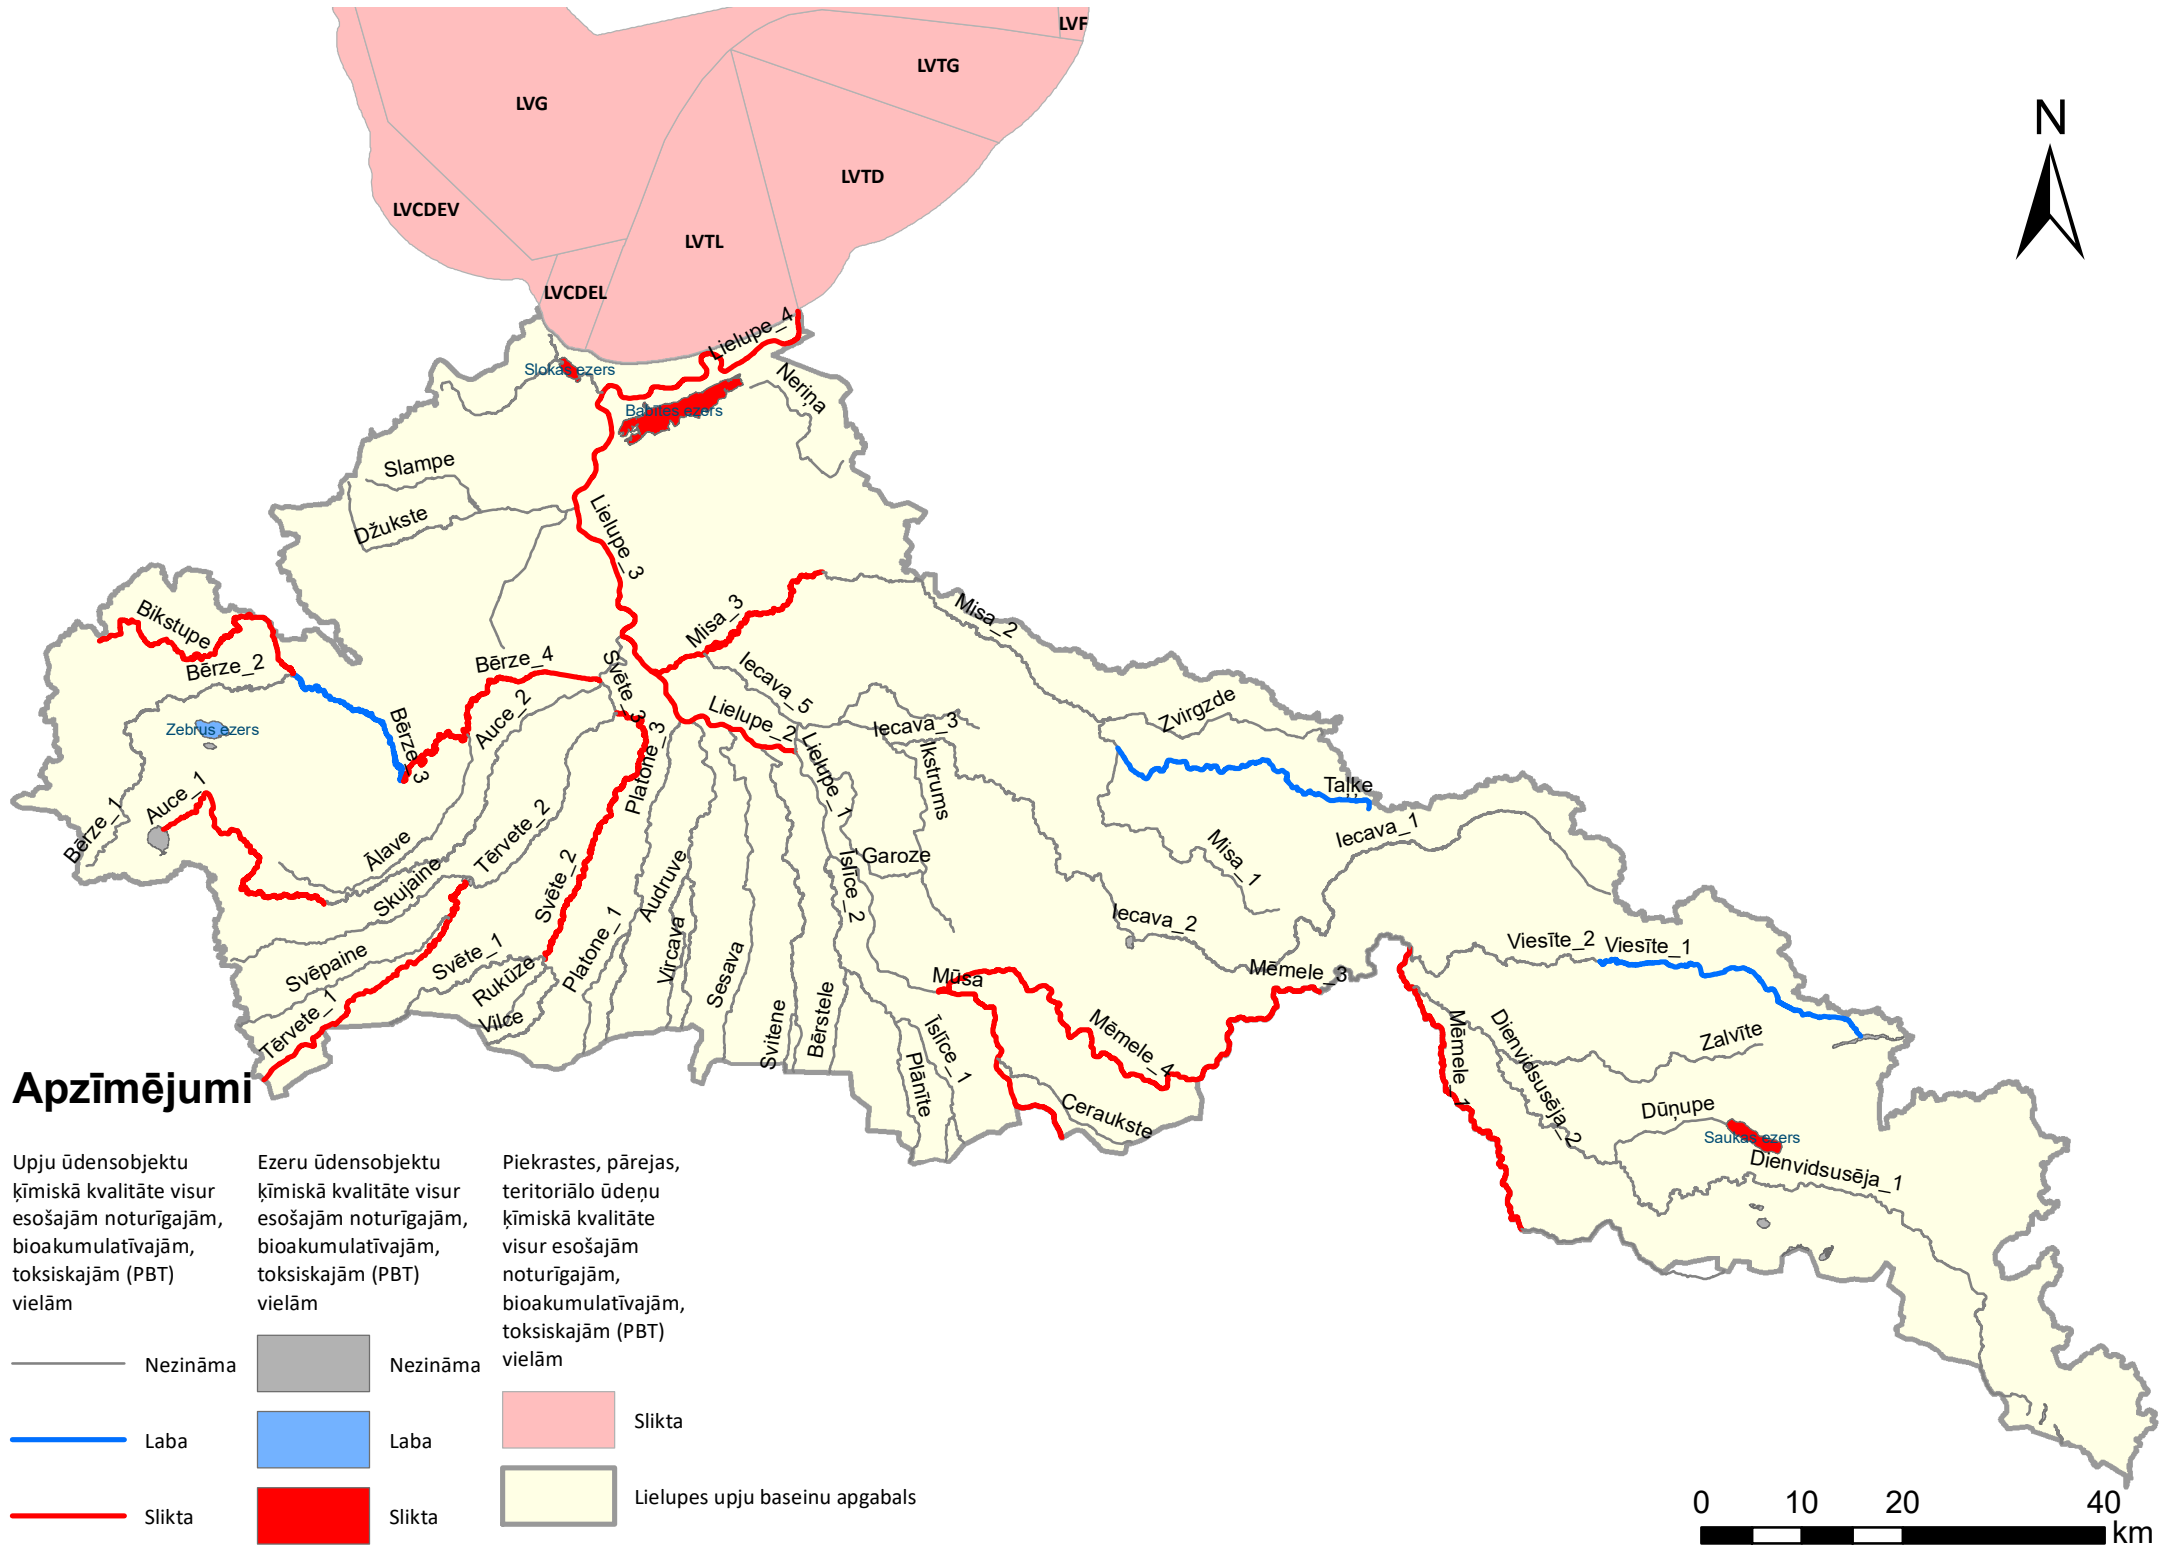 LVF
LVTG
LVG
N
LVTD
LVCDEV
LVTL
LVCDEL
Lielupe_4
Slokas ezers
Neriņa
Babītes ezers
Slampe
Džukste
Lielupe_3
Bikstupe
Misa_3
Misa_2
Bērze_2
Bērze_4
Svēte_3
Iecava_5
Zebrus ezers
Bērze_3
Auce_2
Platone_3
Lielupe_2
Iecava_3
Zvirgzde
Lielupe_1
Ikstrums
Taļķe
Auce_1
Bērze_1
Ālave
Tērvete_2
Iecava_1
Misa_1
Garoze
Īslīce_2
Skujaine
Svēte_2
Audruve
Iecava_2
Platone_1
Vircava
Sesava
Viesīte_2
Viesīte_1
Svēpaine
Svēte_1
Rukūze
Mūsa
Mēmele_3
Vilce
Tērvete_1
Svitene
Bērstele
Īslīce_1
Plānīte
Mēmele_4
Mēmele_1
Dienvidsusēja_2
Zalvīte
Ceraukste
Dūņupe
Saukas ezers
Dienvidsusēja_1
Apzīmējumi
Upju ūdensobjektu
ķīmiskā kvalitāte visur
esošajām noturīgajām,
bioakumulatīvajām,
toksiskajām (PBT)
vielām
Nezināma
Laba
Slikta
Ezeru ūdensobjektu
ķīmiskā kvalitāte visur
esošajām noturīgajām,
bioakumulatīvajām,
toksiskajām (PBT)
vielām
Nezināma
Laba
Slikta
Piekrastes, pārejas,
teritoriālo ūdeņu
ķīmiskā kvalitāte
visur esošajām
noturīgajām,
bioakumulatīvajām,
toksiskajām (PBT)
vielām
Slikta
Lielupes upju baseinu apgabals
0 10 20 40
km